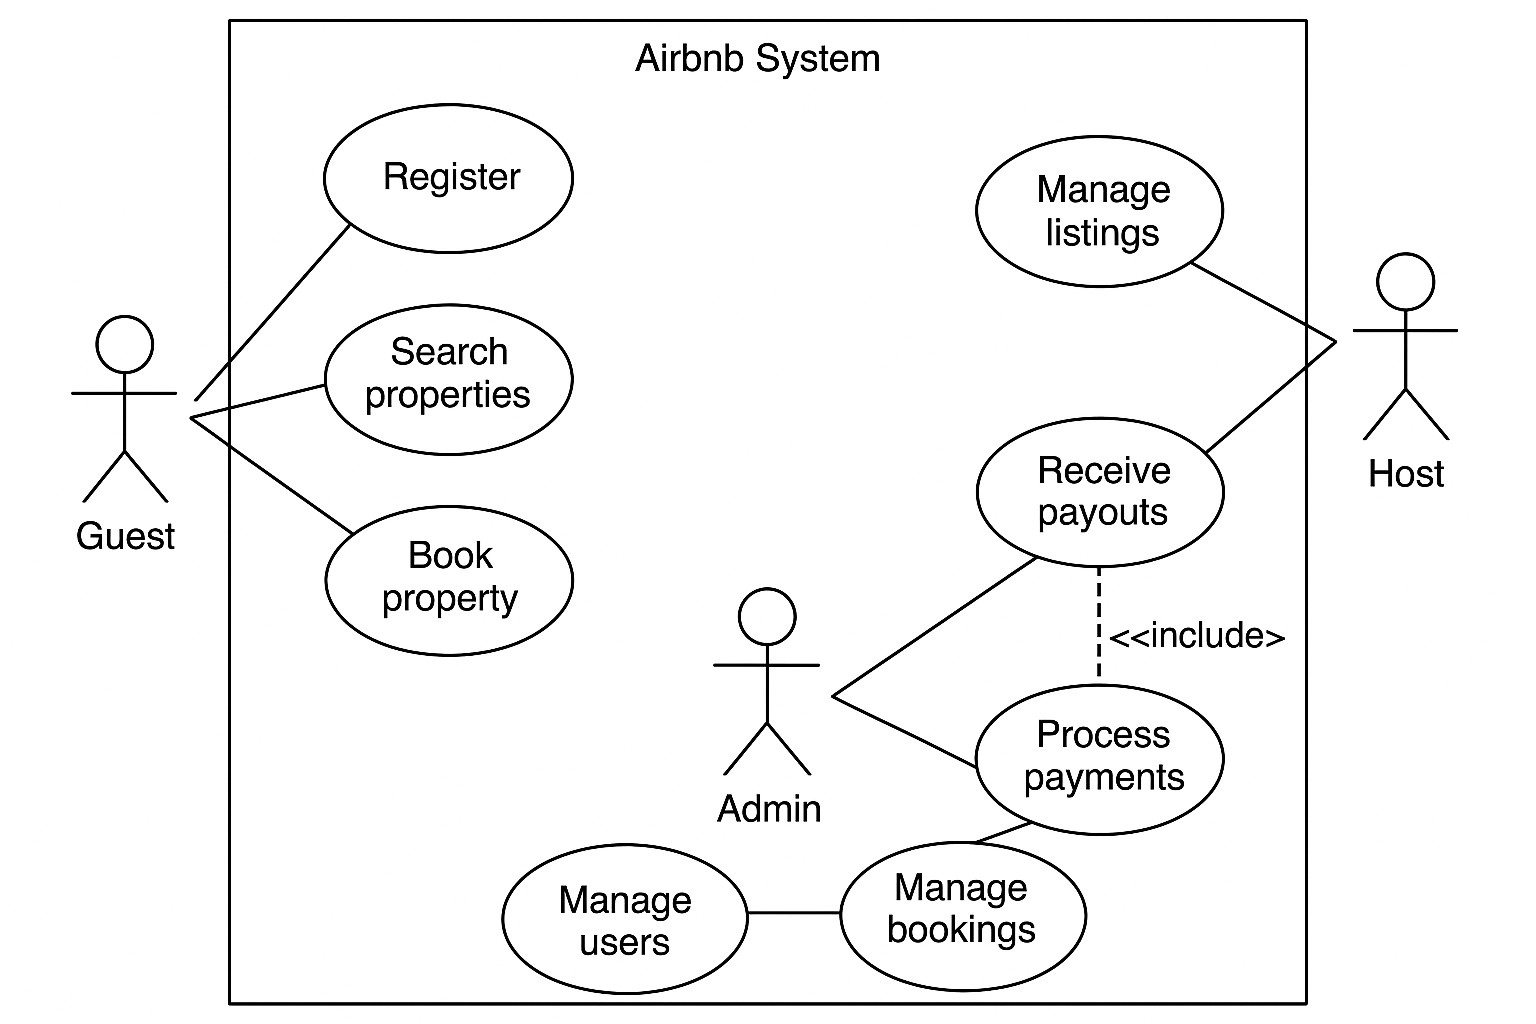 Airbnb System
Register
Search
properties
Book
property
Guest
Manage
listings
Receive
payouts
Host
<<include>
Process
payments
Admin
Manage
users
Manage
bookings